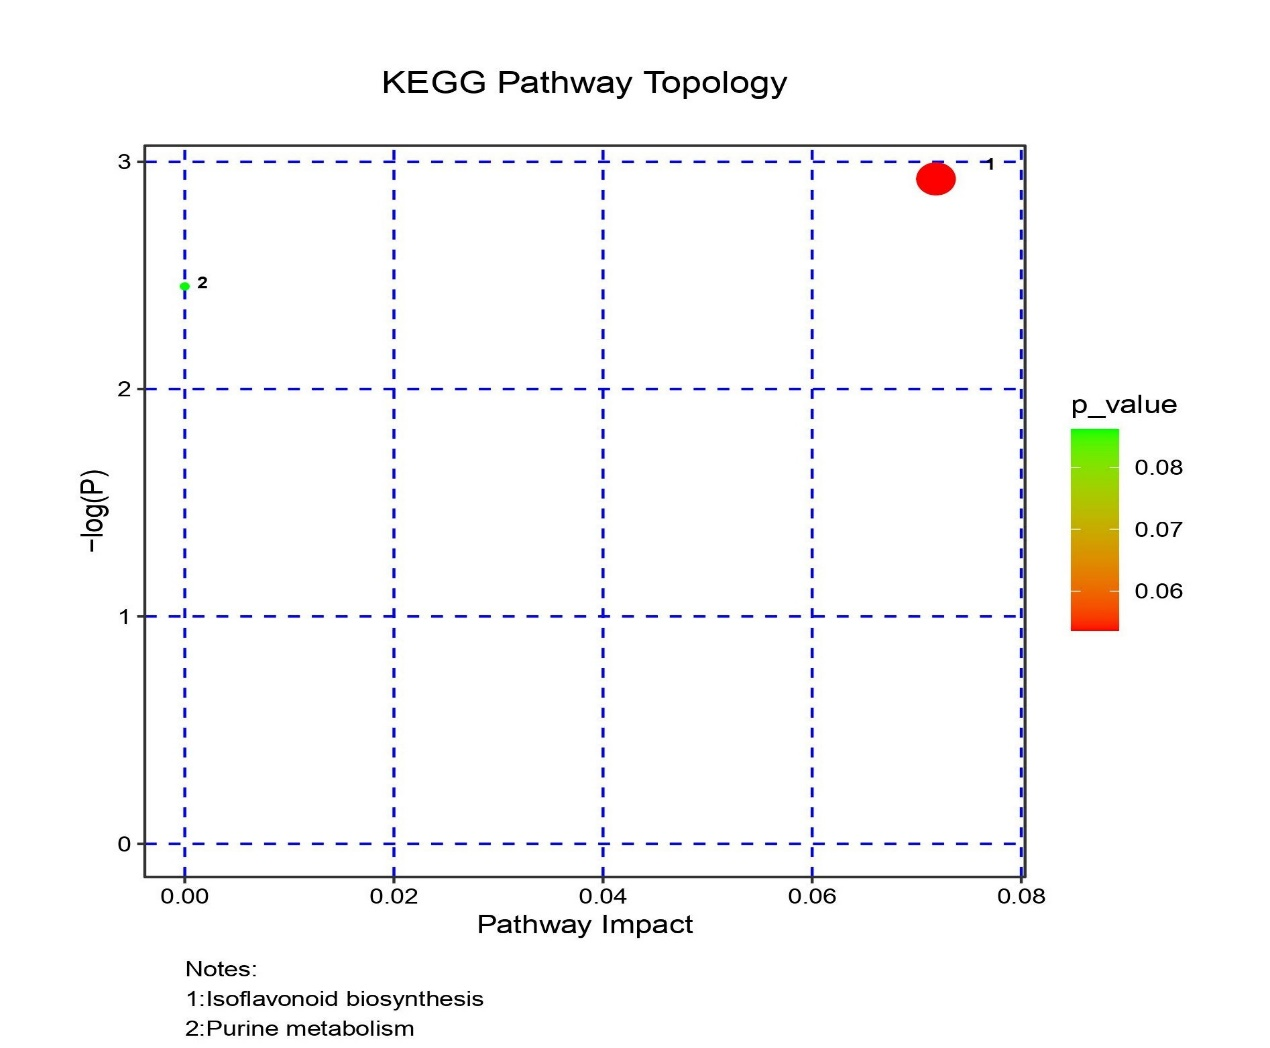 KEGG Pathway Topology
3
1
2
2
1
0
−log(P)
0.00 0.02 0.04 0.06 0.08
Pathway Impact
p_value
0.08
0.07
0.06
Notes:
1:Isoflavonoid biosynthesis
2:Purine metabolism